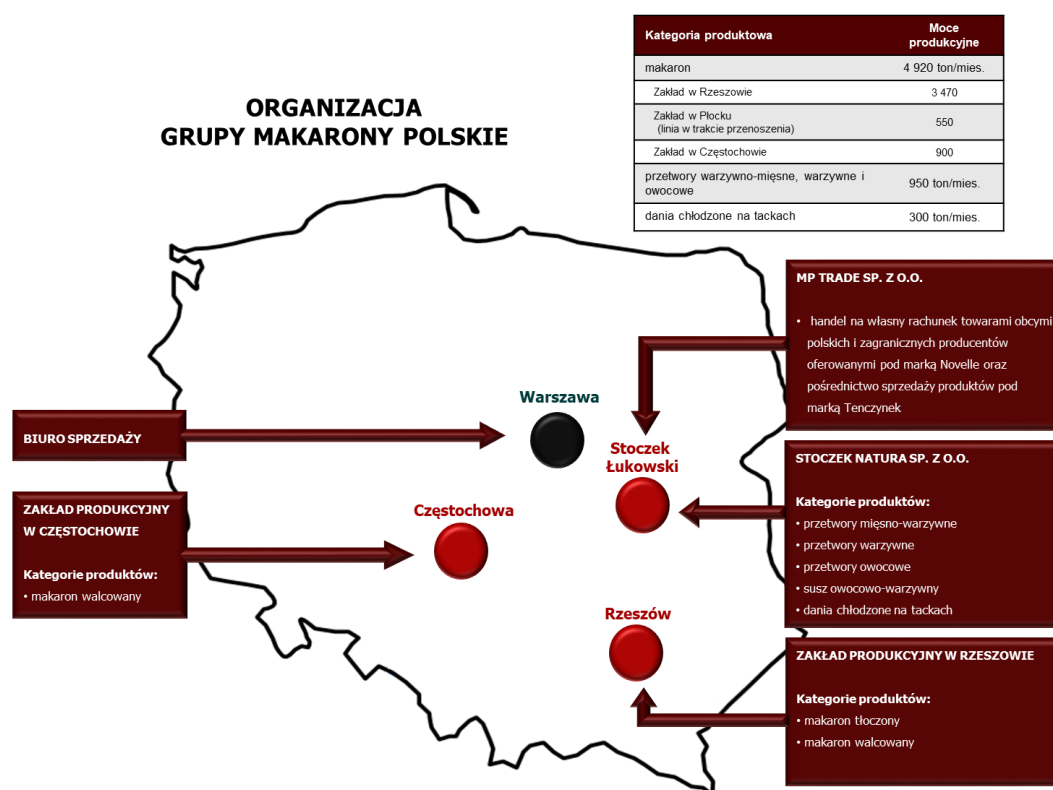 Kategoria produktowa
Moce
produkcyjne
makaron
4 920 ton/mies.
Zakład w Rzeszowie
3 470
Zakład w Płocku
(linia w trakcie przenoszenia)
550
Zakład w Częstochowie
900
przetwory warzywno-mięsne, warzywne i
owocowe
950 ton/mies.
dania chłodzone na tackach
300 ton/mies.
ORGANIZACJA
GRUPY MAKARONY POLSKIE
MP TRADE SP. Z O.O.
• handel na własny rachunek towarami obcymi
polskich i zagranicznych producentów
oferowanymi pod marką Novelle oraz
pośrednictwo sprzedaży produktów pod
marką Tenczynek
Warszawa
BIURO SPRZEDAŻY
Stoczek
Łukowski
STOCZEK NATURA SP. Z O.O.
Kategorie produktów:
• przetwory mięsno-warzywne
• przetwory warzywne
• przetwory owocowe
• susz owocowo-warzywny
• dania chłodzone na tackach
ZAKŁAD PRODUKCYJNY
W CZĘSTOCHOWIE
Kategorie produktów:
• makaron walcowany
Częstochowa
Rzeszów
ZAKŁAD PRODUKCYJNY W RZESZOWIE
Kategorie produktów:
• makaron tłoczony
• makaron walcowany